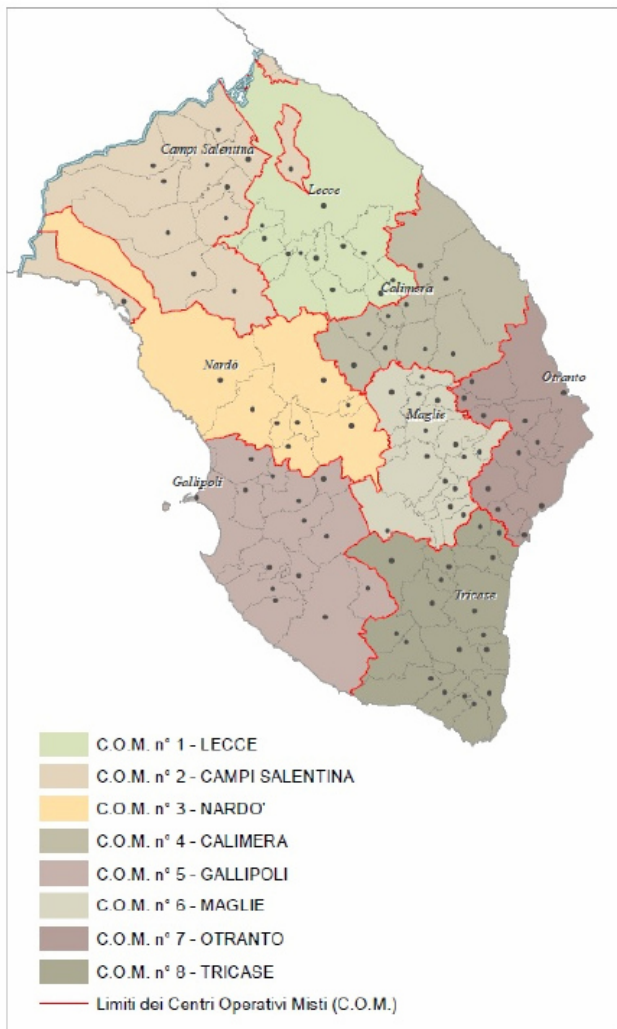 Campi Salentina
Lecce
Calimera
Nardò
Otranto
Maglie
Gallipoli
Tricase
C.O.M. n° 1 - LECCE
C.O.M. n° 2 - CAMPI SALENTINA
C.O.M. n° 3 - NARDO'
C.O.M. n° 4 - CALIMERA
C.O.M. n° 5 - GALLIPOLI
C.O.M. n° 6 - MAGLIE
C.O.M. n° 7 - OTRANTO
C.O.M. n° 8 - TRICASE
Limiti dei Centri Operativi Misti (C.O.M.)